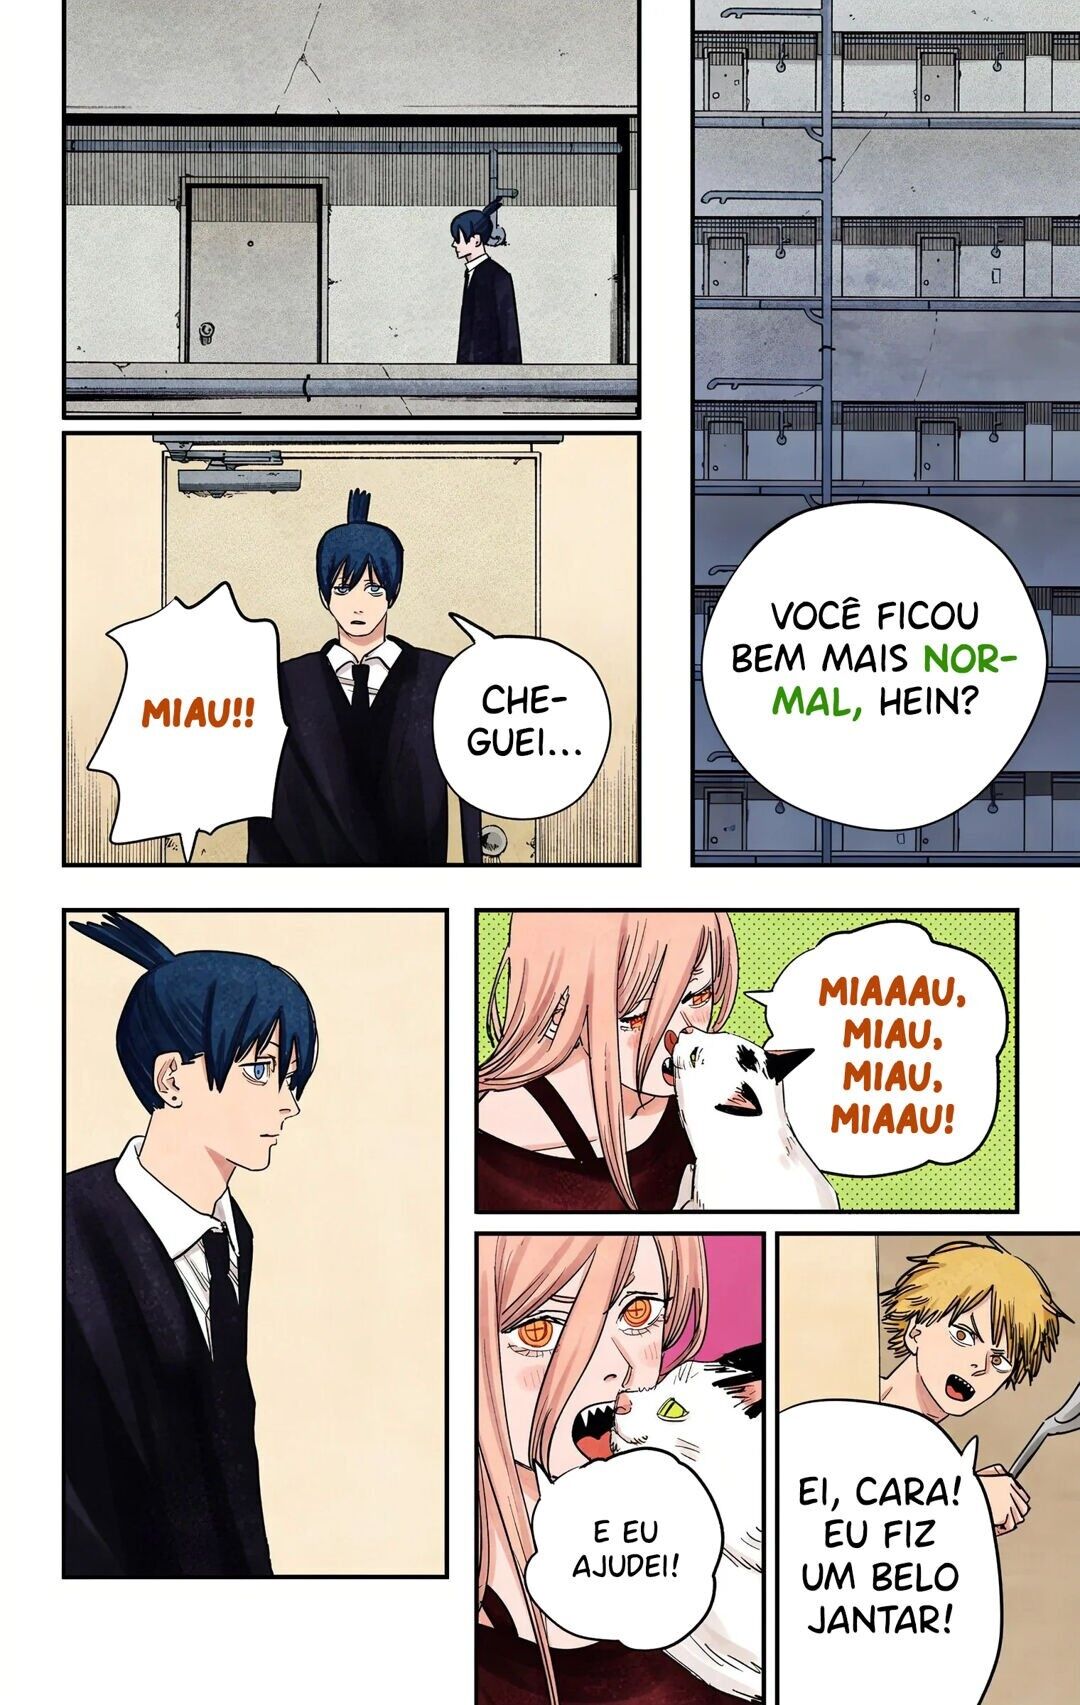 VOCÊ FICOU
BEM MAIS NOR-
MAL, HEIN?
CHE-
GUEI...
MIAU!!
MIAAAU,
MIAU,
MIAU,
MIAAU!
EI, CARA!
EU FIZ
UM BELO
JANTAR!
E EU
AJUDEI!